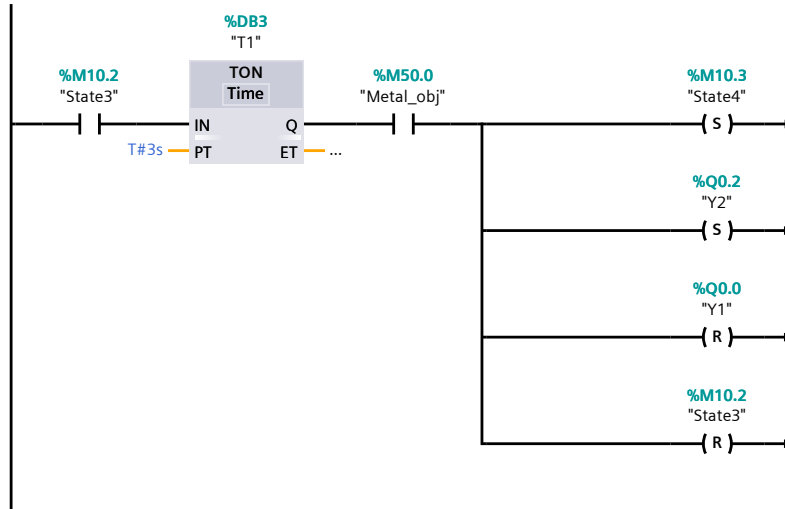 %DB3
"T1"
%M10.2
"State3"
TON
Time
%M50.0
"Metal_obj"
%M10.3
"State4"
IN
Q
S
T#3s
PT
ET
...
%Q0.2
"Y2"
S
%Q0.0
"Y1"
R
%M10.2
"State3"
R